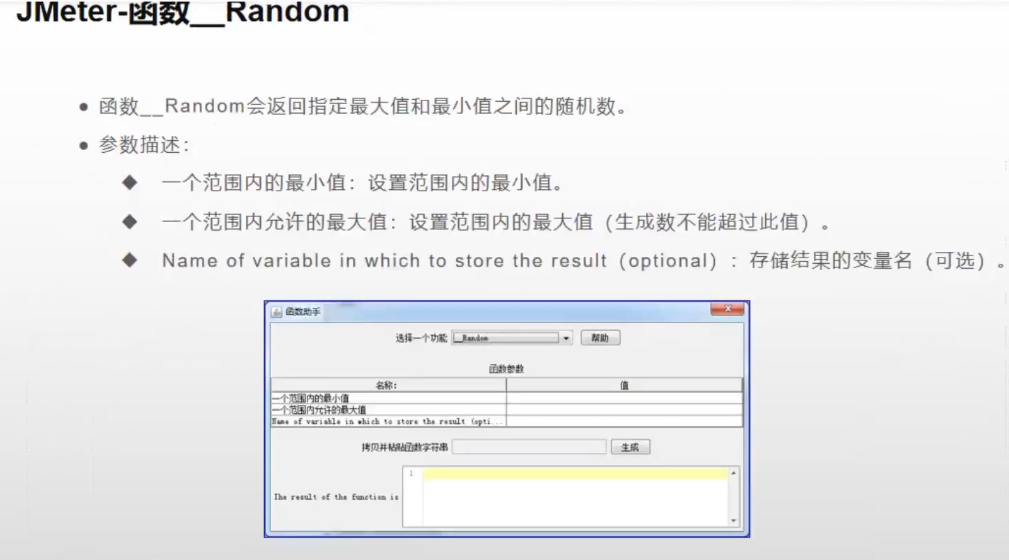 JMeter-函数__Random
函数__Random会返回指定最大值和最小值之间的随机数。
参数描述：
一个范围内的最小值：设置范围内的最小值。
一个范围内允许的最大值：设置范围内的最大值（生成数不能超过此值）。
Name of variable in which to store the result（optional）：存储结果的变量名（可选）。
函数助手
选择一个功能 __Random 帮助
函数参数
名称: 值
一个范围内的最小值
一个范围内允许的最大值
Name of variable in which to store the result (opti...
拷贝并粘贴函数字符串 生成
1
The result of the function is